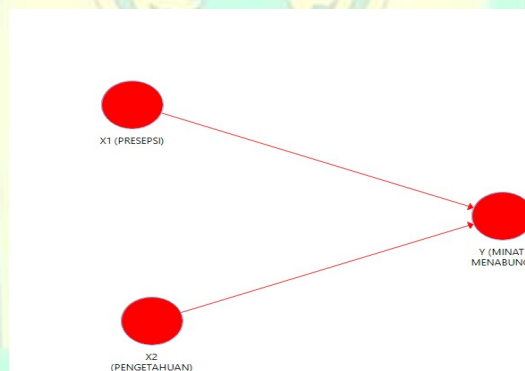 X1 (PRESEPSI)
Y (MINAT
MENABUNG
X2
(PENGETAHUAN)